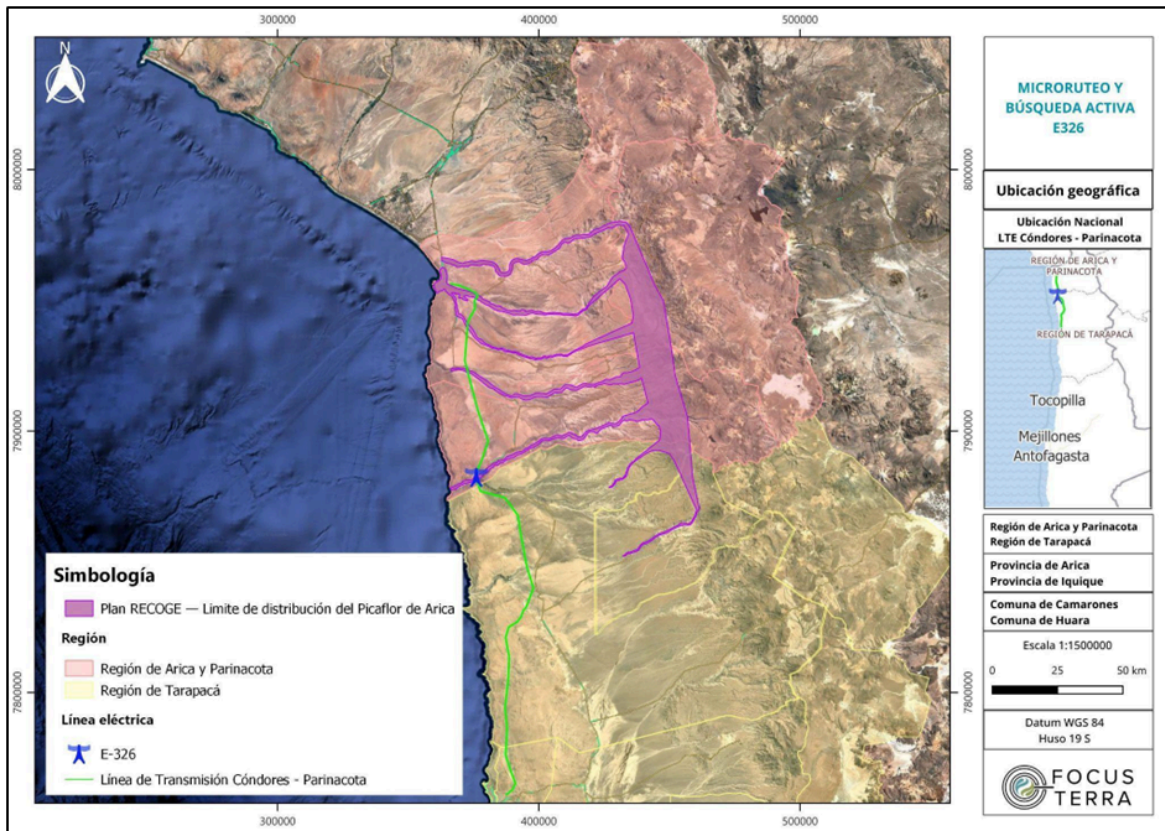 300000
400000
500000
N
8000000
7900000
7800000
8000000
7900000
7800000
Simbología
Plan RECOGE — Limite de distribución del Picaflor de Arica
Región
Región de Arica y Parinacota
Región de Tarapacá
Línea eléctrica
E-326
Línea de Transmisión Cóndores - Parinacota
300000
400000
500000
MICRORUTEO Y
BÚSQUEDA ACTIVA
E326
Ubicación geográfica
Ubicación Nacional
LTE Cóndores - Parinacota
REGIÓN DE ARICA Y
PARINACOTA
REGIÓN DE TARAPACÁ
Tocopilla
Mejillones
Antofagasta
Región de Arica y Parinacota
Región de Tarapacá
Provincia de Arica
Provincia de Iquique
Comuna de Camarones
Comuna de Huara
Escala 1:1500000
0 25 50 km
Datum WGS 84
Huso 19 S
FOCUS
TERRA